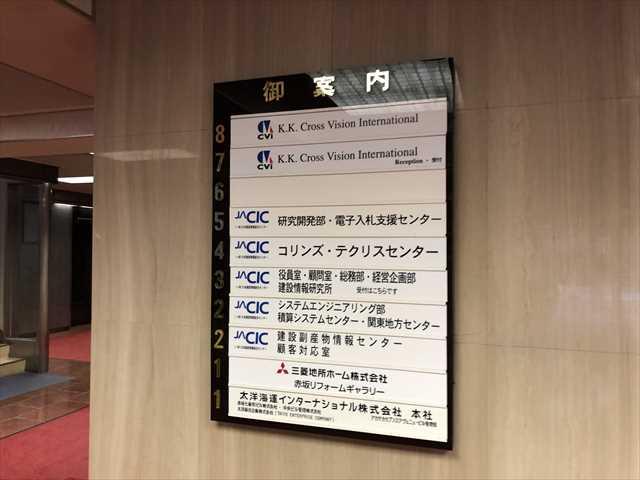 御 案 内
8 CVI K.K. Cross Vision International
7 CVI K.K. Cross Vision International
Reception・受付
6
5 JACIC 研究開発部・電子入札支援センター
4 JACIC コリンズ・テクリスセンター
3 JACIC 役員室・顧問室・総務部・経営企画部
建設情報研究所 受付はこちらです
2 JACIC システムエンジニアリング部
積算システムセンター・関東地方センター
2 JACIC 建設副産物情報センター
顧客対応室
1 三菱地所ホーム株式会社
赤坂リフォームギャラリー
1 太洋海運インターナショナル株式会社 本社